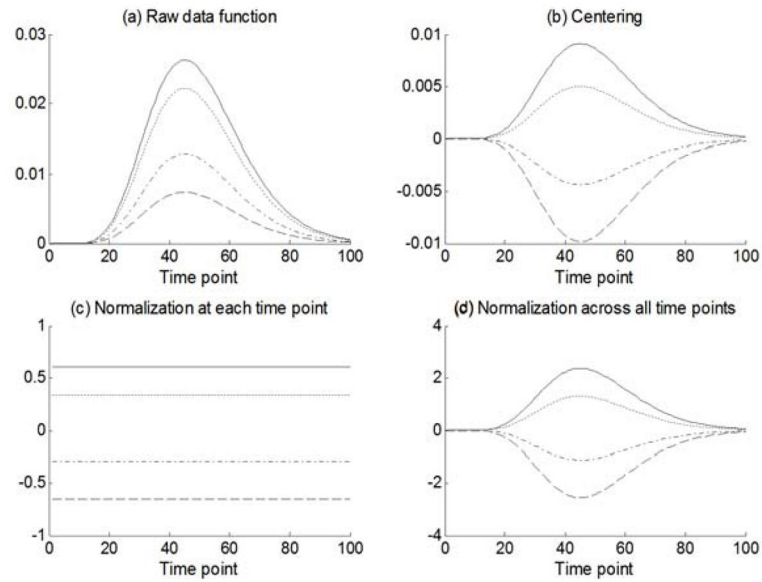 (a) Raw data function
0.03
0.02
0.01
0
0 20 40 60 80 100
Time point
(b) Centering
0.01
0.005
0
-0.005
-0.01
0 20 40 60 80 100
Time point
(c) Normalization at each time point
1
0.5
0
-0.5
-1
0 20 40 60 80 100
Time point
(d) Normalization across all time points
4
2
0
-2
-4
0 20 40 60 80 100
Time point